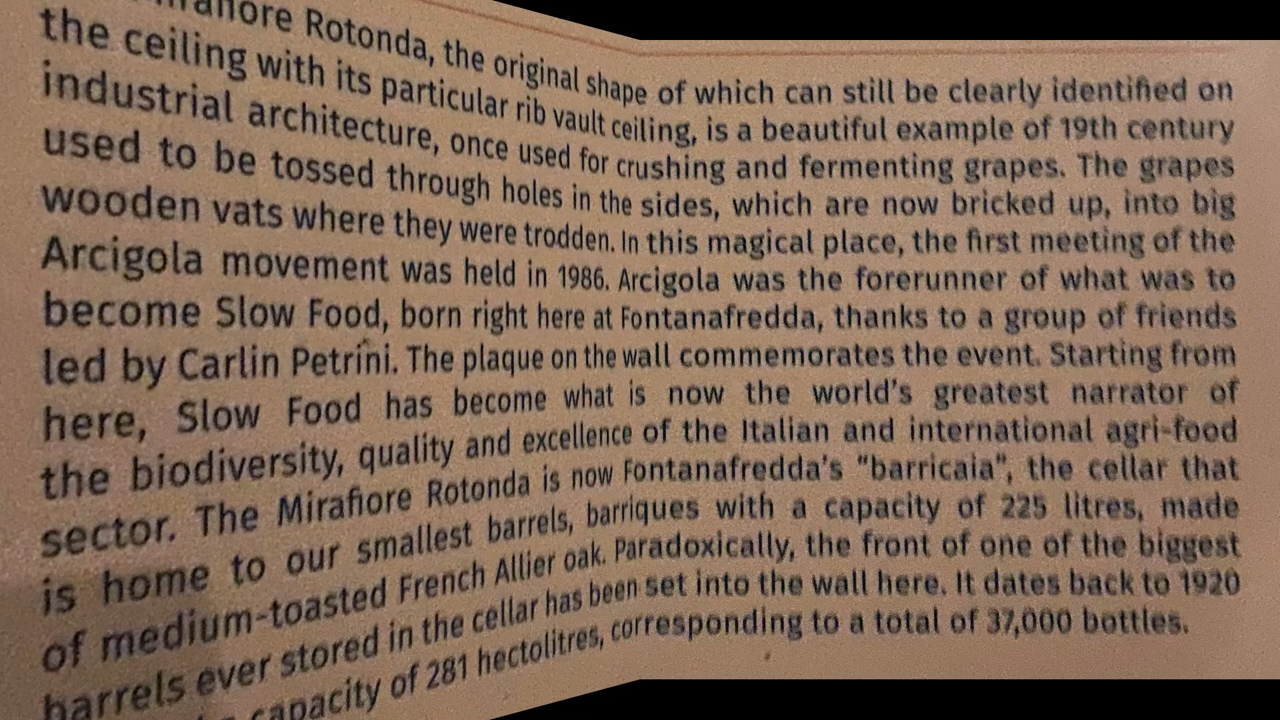 Rotonda, the original shape of which can still be clearly identified on
the ceiling with its particular rib vault ceiling, is a beautiful example of 19th century
industrial architecture, once used for crushing and fermenting grapes. The grapes
used to be tossed through holes in the sides, which are now bricked up, into big
wooden vats where they were trodden. In this magical place, the first meeting of the
Arcigola movement was held in 1986. Arcigola was the forerunner of what was to
become Slow Food, born right here at Fontanafredda, thanks to a group of friends
led by Carlin Petrini. The plaque on the wall commemorates the event. Starting from
here, Slow Food has become what is now the world's greatest narrator of
the biodiversity, quality and excellence of the Italian and international agri-food
sector. The Mirafiore Rotonda is now Fontanafredda's "barricaia", the cellar that
is home to our smallest barrels, barriques with a capacity of 225 litres, made
of medium-toasted French Allier oak. Paradoxically, the front of one of the biggest
barrels ever stored in the cellar has been set into the wall here. It dates back to 1920
capacity of 281 hectolitres, corresponding to a total of 37,000 bottles.